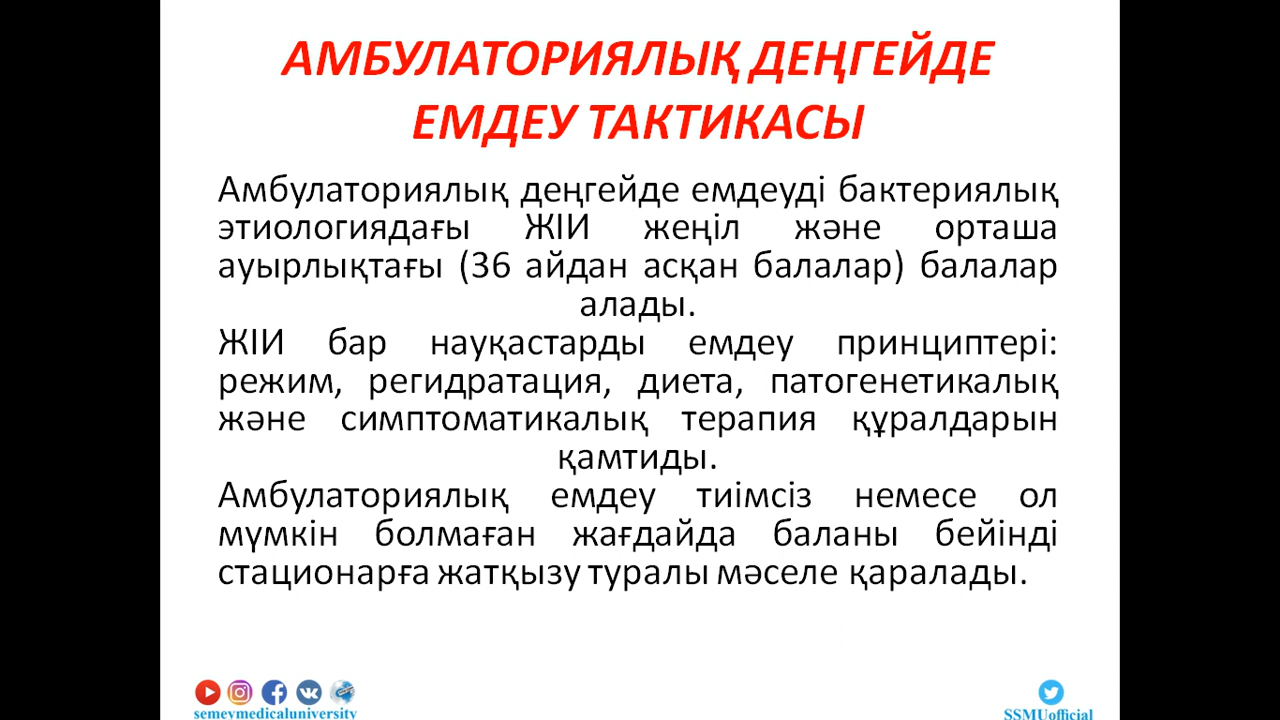 АМБУЛАТОРИЯЛЫҚ ДЕҢГЕЙДЕ
ЕМДЕУ ТАКТИКАСЫ
Амбулаториялық деңгейде емдеуді бактериялық
этиологиядағы ЖІИ жеңіл және орташа
ауырлықтағы (36 айдан асқан балалар) балалар
алады.
ЖІИ бар науқастарды емдеу принциптері:
режим, регидратация, диета, патогенетикалық
және симптоматикалық терапия құралдарын
қамтиды.
Амбулаториялық емдеу тиімсіз немесе ол
мүмкін болмаған жағдайда баланы бейінді
стационарға жатқызу туралы мәселе қаралады.
semeymedicaluniversity
SSMUofficial